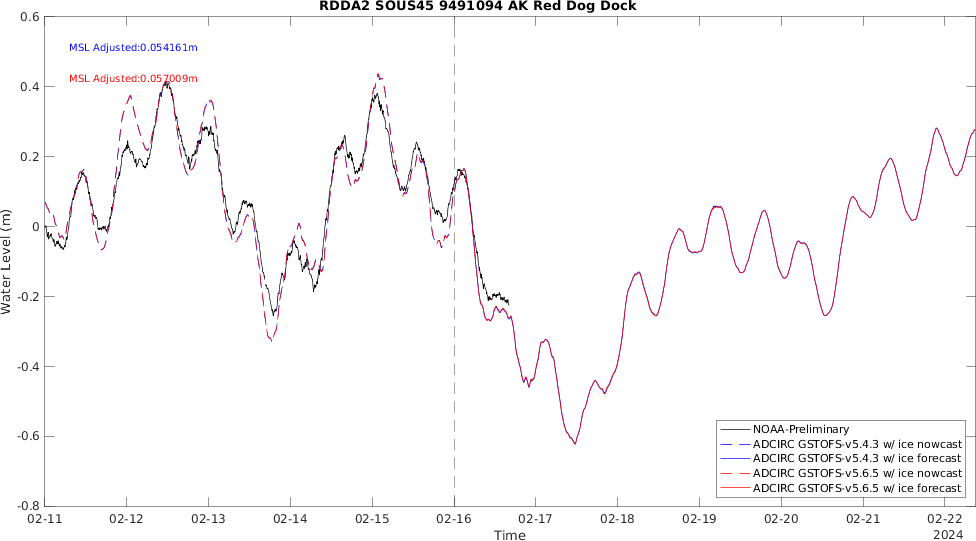 RDDA2 SOUS45 9491094 AK Red Dog Dock
MSL Adjusted:0.054161m
MSL Adjusted:0.057009m
0.6
0.4
0.2
0
-0.2
-0.4
-0.6
-0.8
Water Level (m)
NOAA-Preliminary
ADCIRC GSTOFS-v5.4.3 w/ ice nowcast
ADCIRC GSTOFS-v5.4.3 w/ ice forecast
ADCIRC GSTOFS-v5.6.5 w/ ice nowcast
ADCIRC GSTOFS-v5.6.5 w/ ice forecast
02-11 02-12 02-13 02-14 02-15 02-16 02-17 02-18 02-19 02-20 02-21 02-22
Time
2024